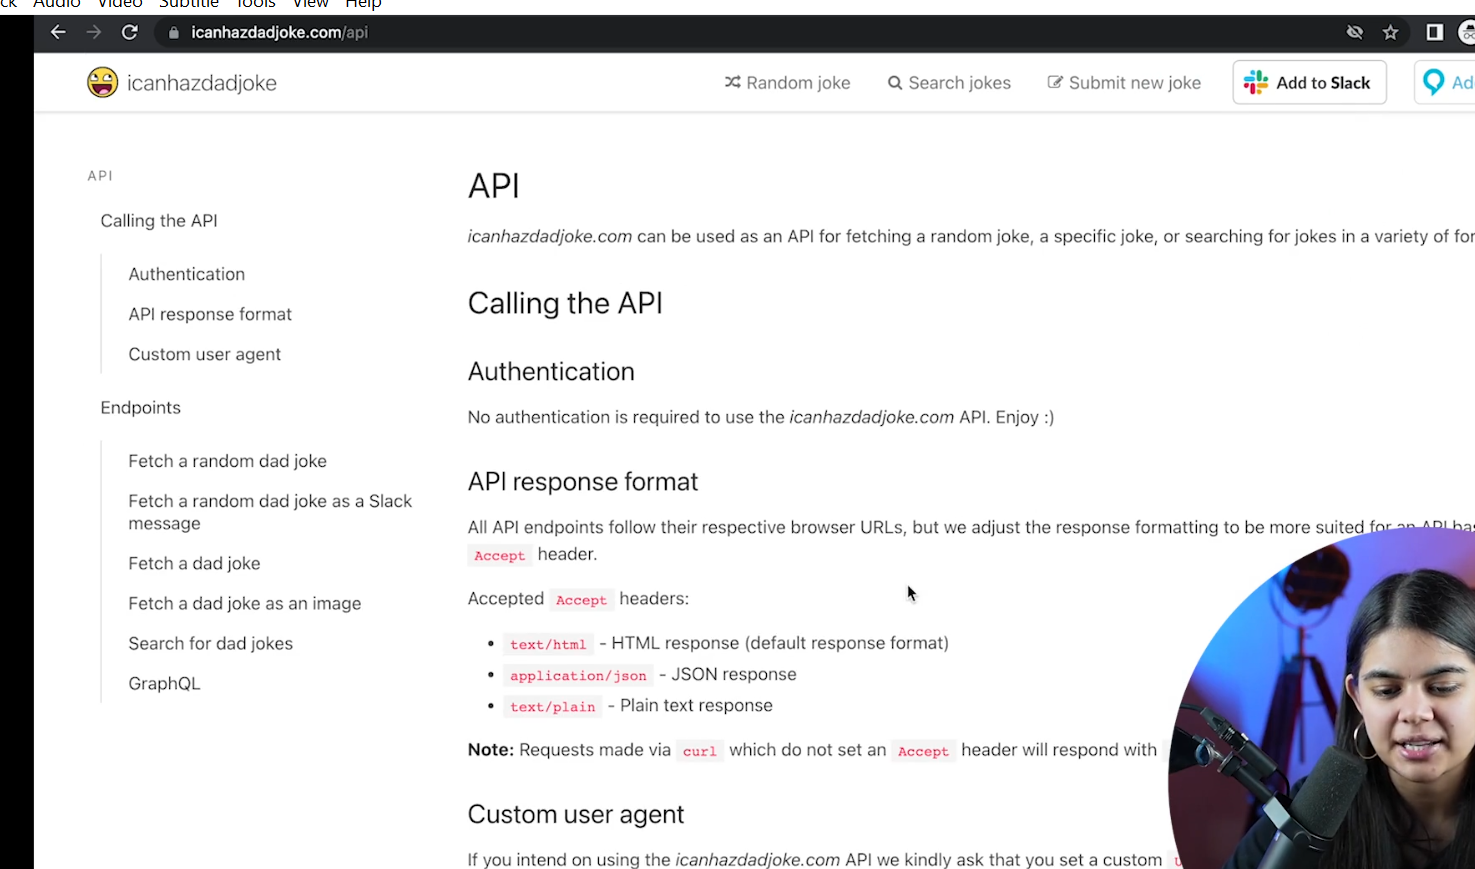 Audio Video Subtitle Tools View Help
icanhazdadjoke.com/api
icanhazdadjoke
Random joke
Search jokes
Submit new joke
Add to Slack
API
Calling the API
Authentication
API response format
Custom user agent
Endpoints
Fetch a random dad joke
Fetch a random dad joke as a Slack
message
Fetch a dad joke
Fetch a dad joke as an image
Search for dad jokes
GraphQL
API
icanhazdadjoke.com can be used as an API for fetching a random joke, a specific joke, or searching for jokes in a variety of
Calling the API
Authentication
No authentication is required to use the icanhazdadjoke.com API. Enjoy :)
API response format
All API endpoints follow their respective browser URLs, but we adjust the response formatting to be more suited for an API
Accept header.
Accepted Accept headers:
• text/html - HTML response (default response format)
• application/json - JSON response
• text/plain - Plain text response
Note: Requests made via curl which do not set an Accept header will respond with
Custom user agent
If you intend on using the icanhazdadjoke.com API we kindly ask that you set a custom